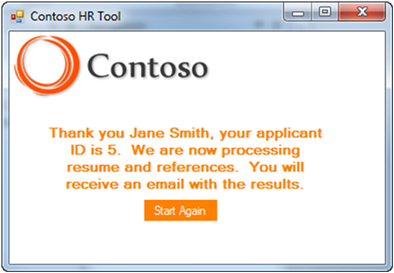 Contoso HR Tool
Contoso
Thank you Jane Smith, your applicant
ID is 5. We are now processing
resume and references. You will
receive an email with the results.
Start Again